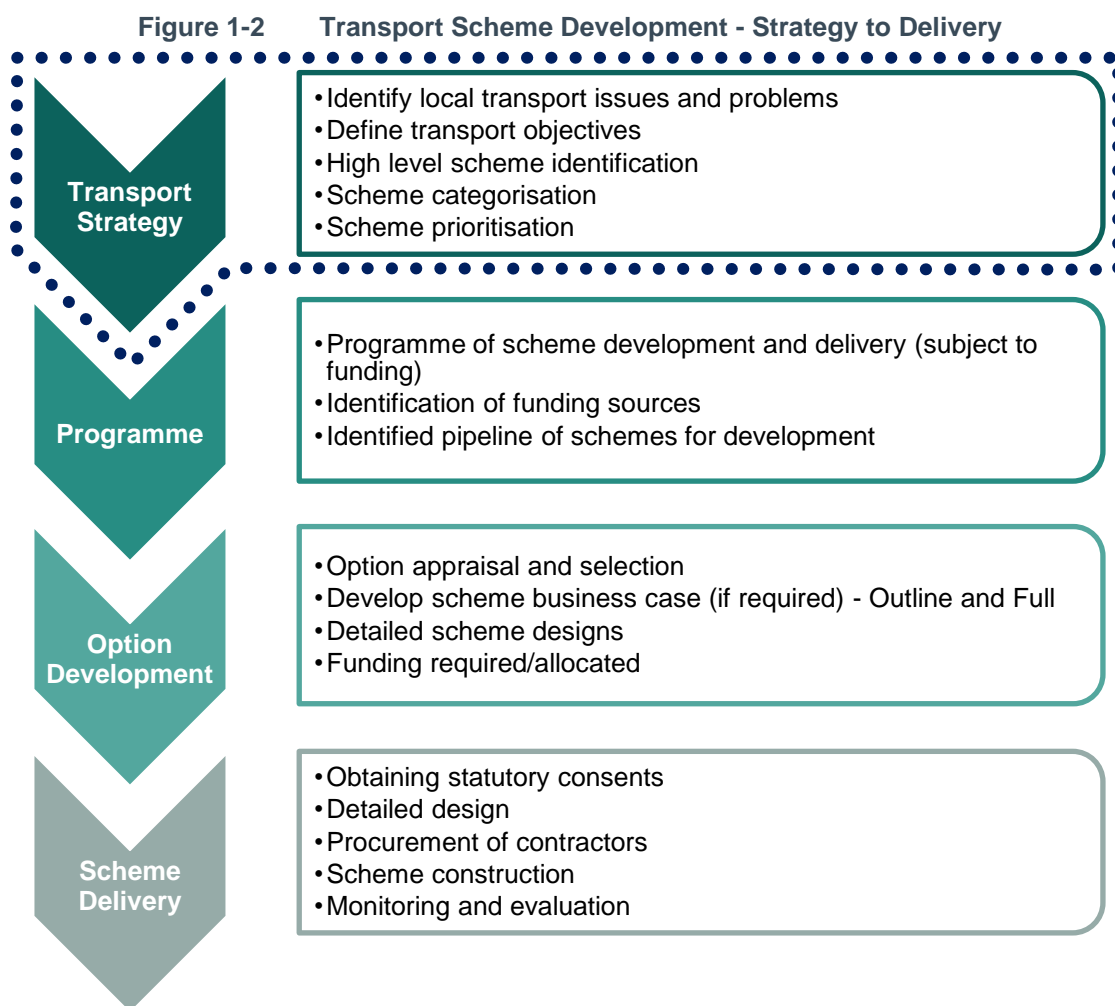 Figure 1-2 Transport Scheme Development - Strategy to Delivery
Transport
Strategy
•Identify local transport issues and problems
•Define transport objectives
•High level scheme identification
•Scheme categorisation
•Scheme prioritisation
Programme
•Programme of scheme development and delivery (subject to
funding)
•Identification of funding sources
•Identified pipeline of schemes for development
Option
Development
•Option appraisal and selection
•Develop scheme business case (if required) - Outline and Full
•Detailed scheme designs
•Funding required/allocated
Scheme
Delivery
•Obtaining statutory consents
•Detailed design
•Procurement of contractors
•Scheme construction
•Monitoring and evaluation